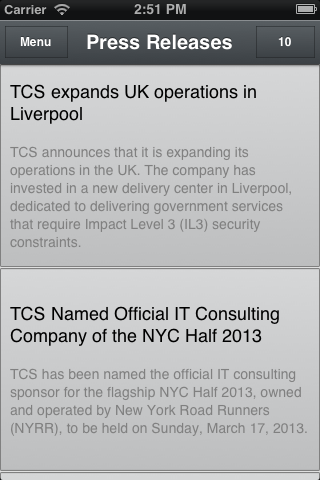 Carrier 2:51 PM
Menu Press Releases 10
TCS expands UK operations in
Liverpool
TCS announces that it is expanding its
operations in the UK. The company has
invested in a new delivery center in Liverpool,
dedicated to delivering government services
that require Impact Level 3 (IL3) security
constraints.
TCS Named Official IT Consulting
Company of the NYC Half 2013
TCS has been named the official IT consulting
sponsor for the flagship NYC Half 2013, owned
and operated by New York Road Runners
(NYRR), to be held on Sunday, March 17, 2013.